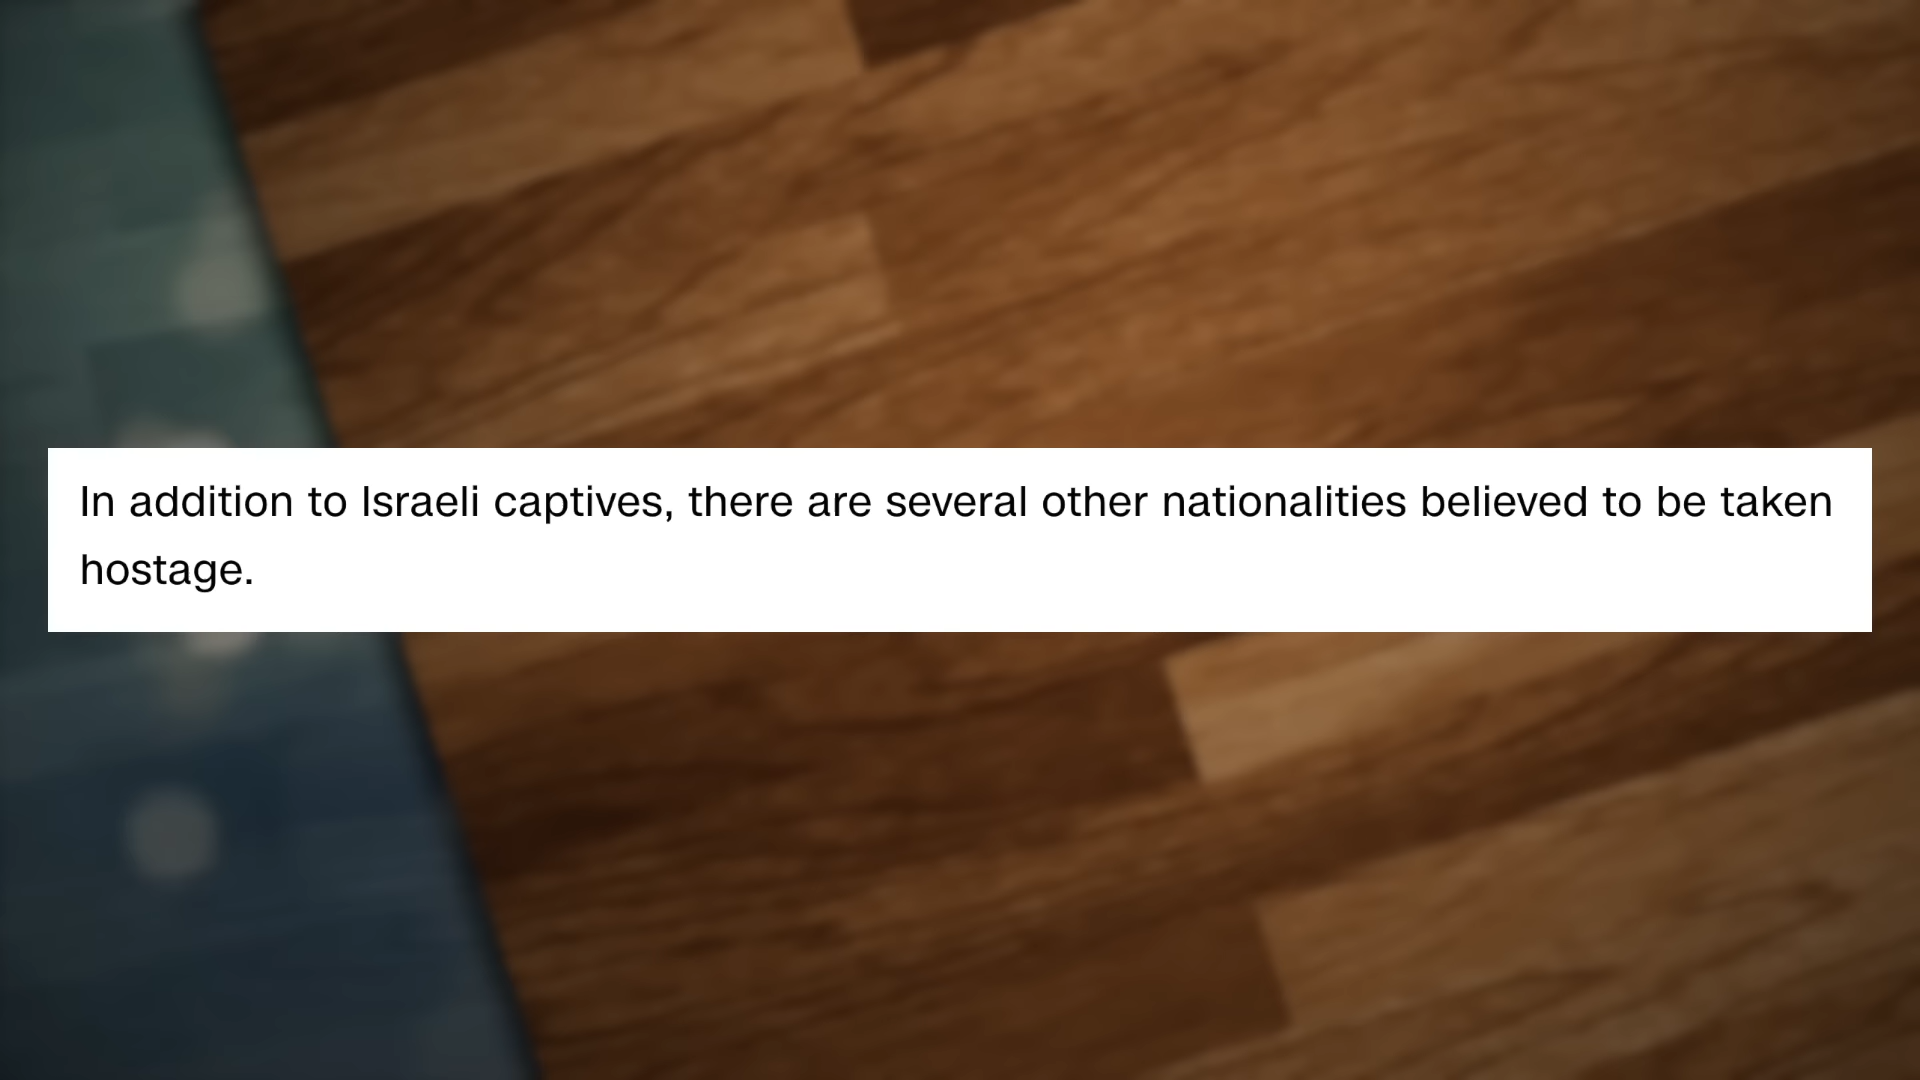 In addition to Israeli captives, there are several other nationalities believed to be taken
hostage.